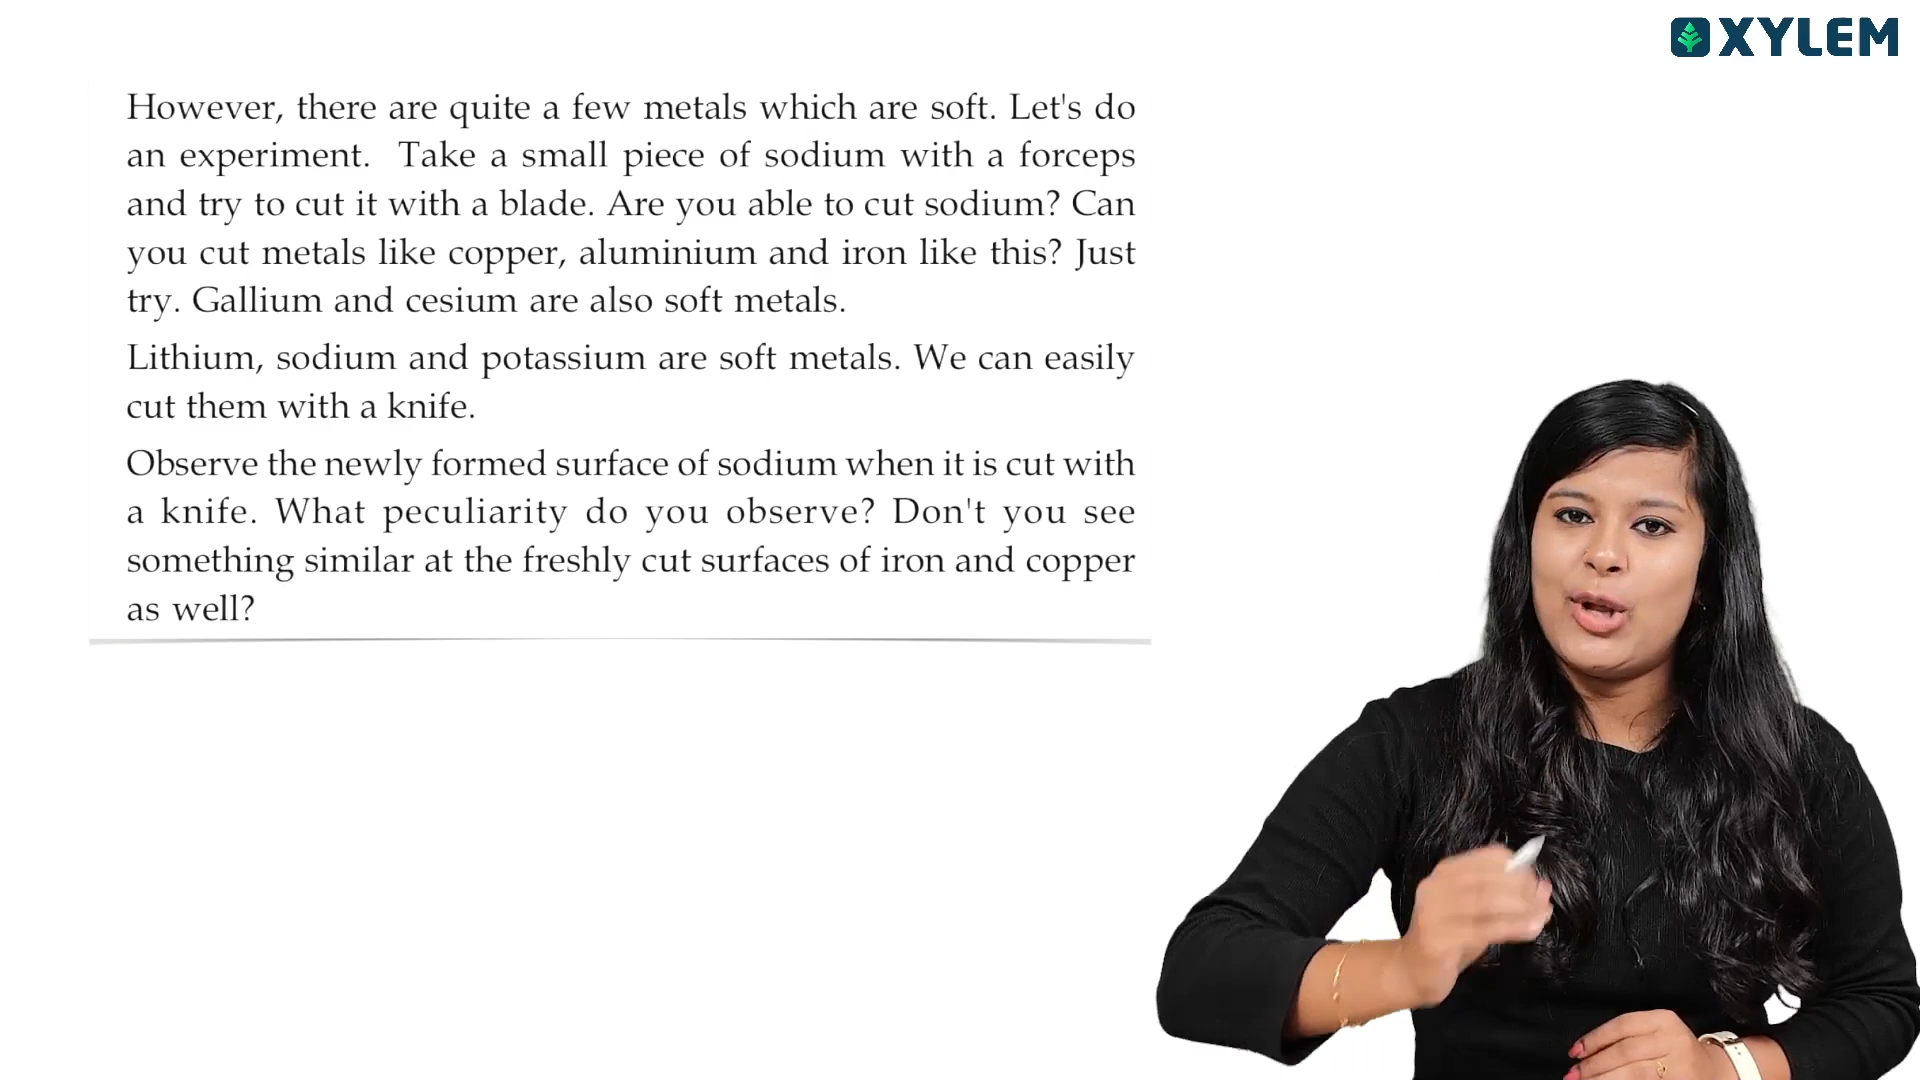 XYLEM
However, there are quite a few metals which are soft. Let's do
an experiment. Take a small piece of sodium with a forceps
and try to cut it with a blade. Are you able to cut sodium? Can
you cut metals like copper, aluminium and iron like this? Just
try. Gallium and cesium are also soft metals.
Lithium, sodium and potassium are soft metals. We can easily
cut them with a knife.
Observe the newly formed surface of sodium when it is cut with
a knife. What peculiarity do you observe? Don't you see
something similar at the freshly cut surfaces of iron and copper
as well?